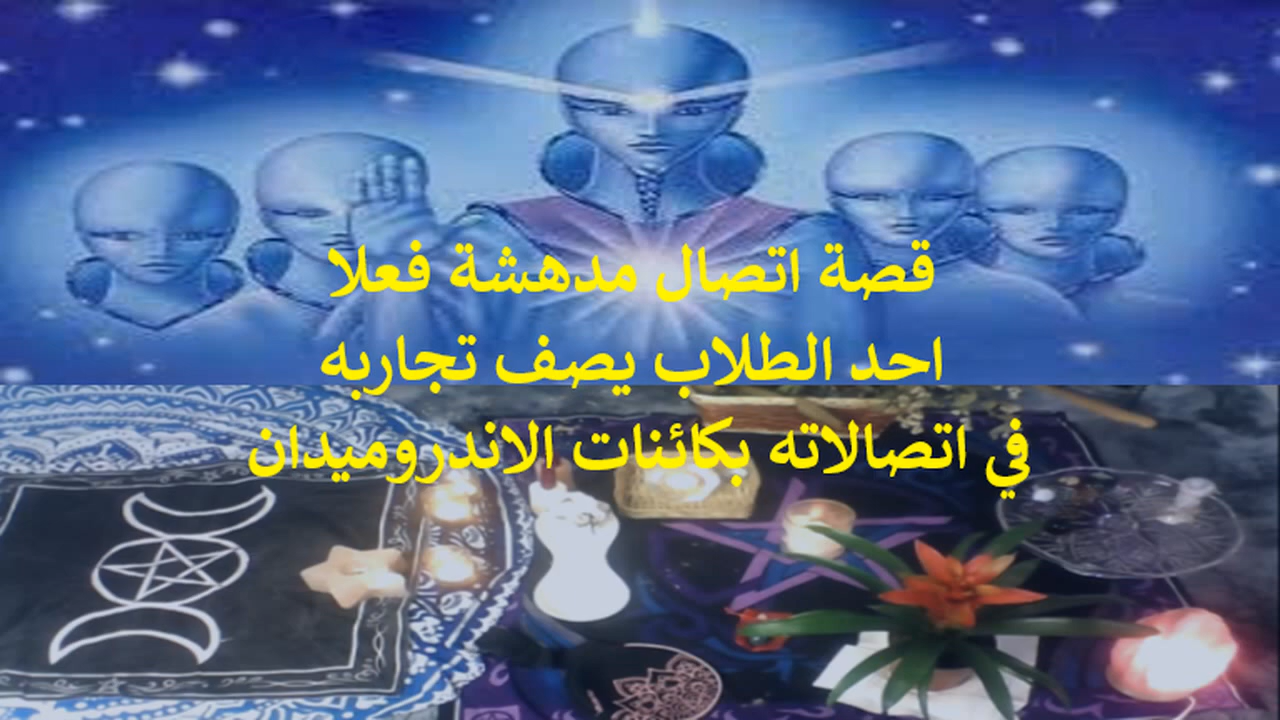 قصة اتصال مدهشة فعلا
احد الطلاب يصف تجاربه
في اتصالاته بكائنات الاندروميدان